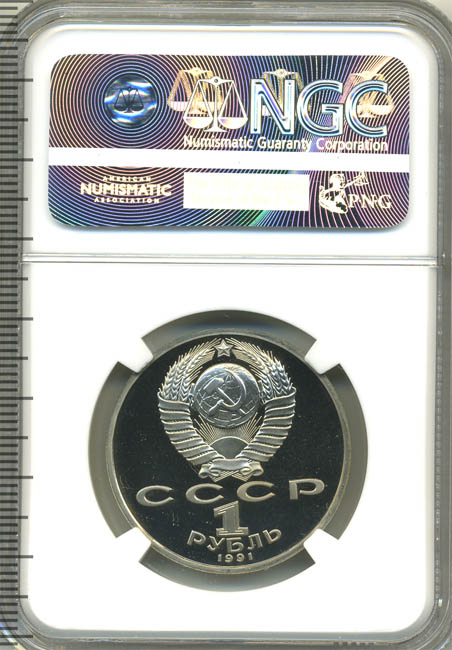 NGC
Numismatic Guaranty Corporation
AMERICAN
NUMISMATIC
ASSOCIATION
PNG
СССР
1
РУБЛЬ
1991